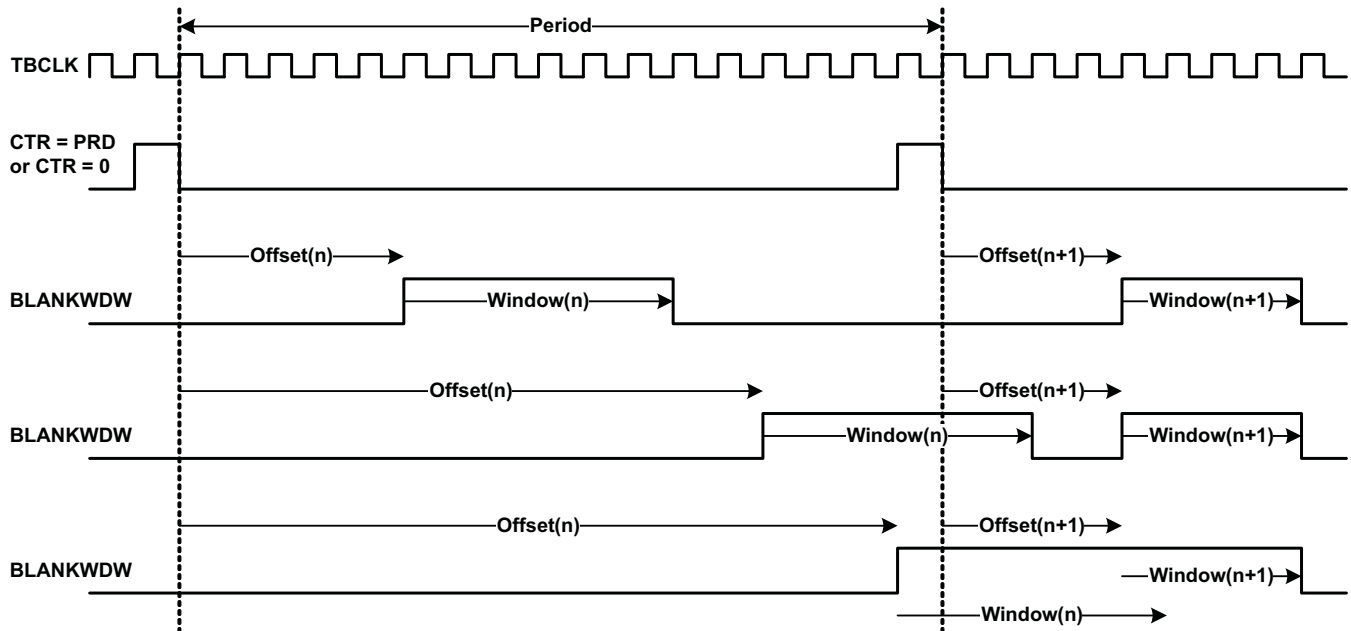 Period
TBCLK
CTR = PRD
or CTR = 0
Offset(n)
Offset(n+1)
BLANKWDW
Window(n)
Window(n+1)
Offset(n)
Offset(n+1)
BLANKWDW
Window(n)
Window(n+1)
Offset(n)
Offset(n+1)
BLANKWDW
Window(n+1)
Window(n)